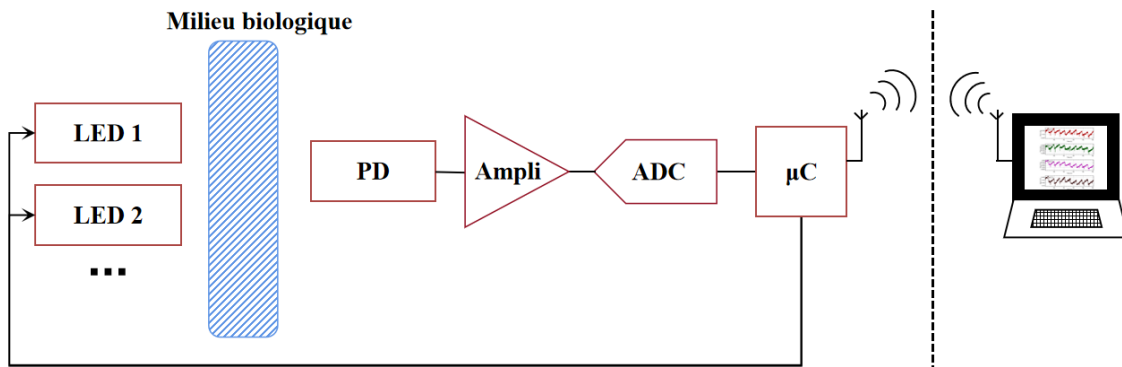 Milieu biologique
LED 1
LED 2
...
PD
Ampli
ADC
µC